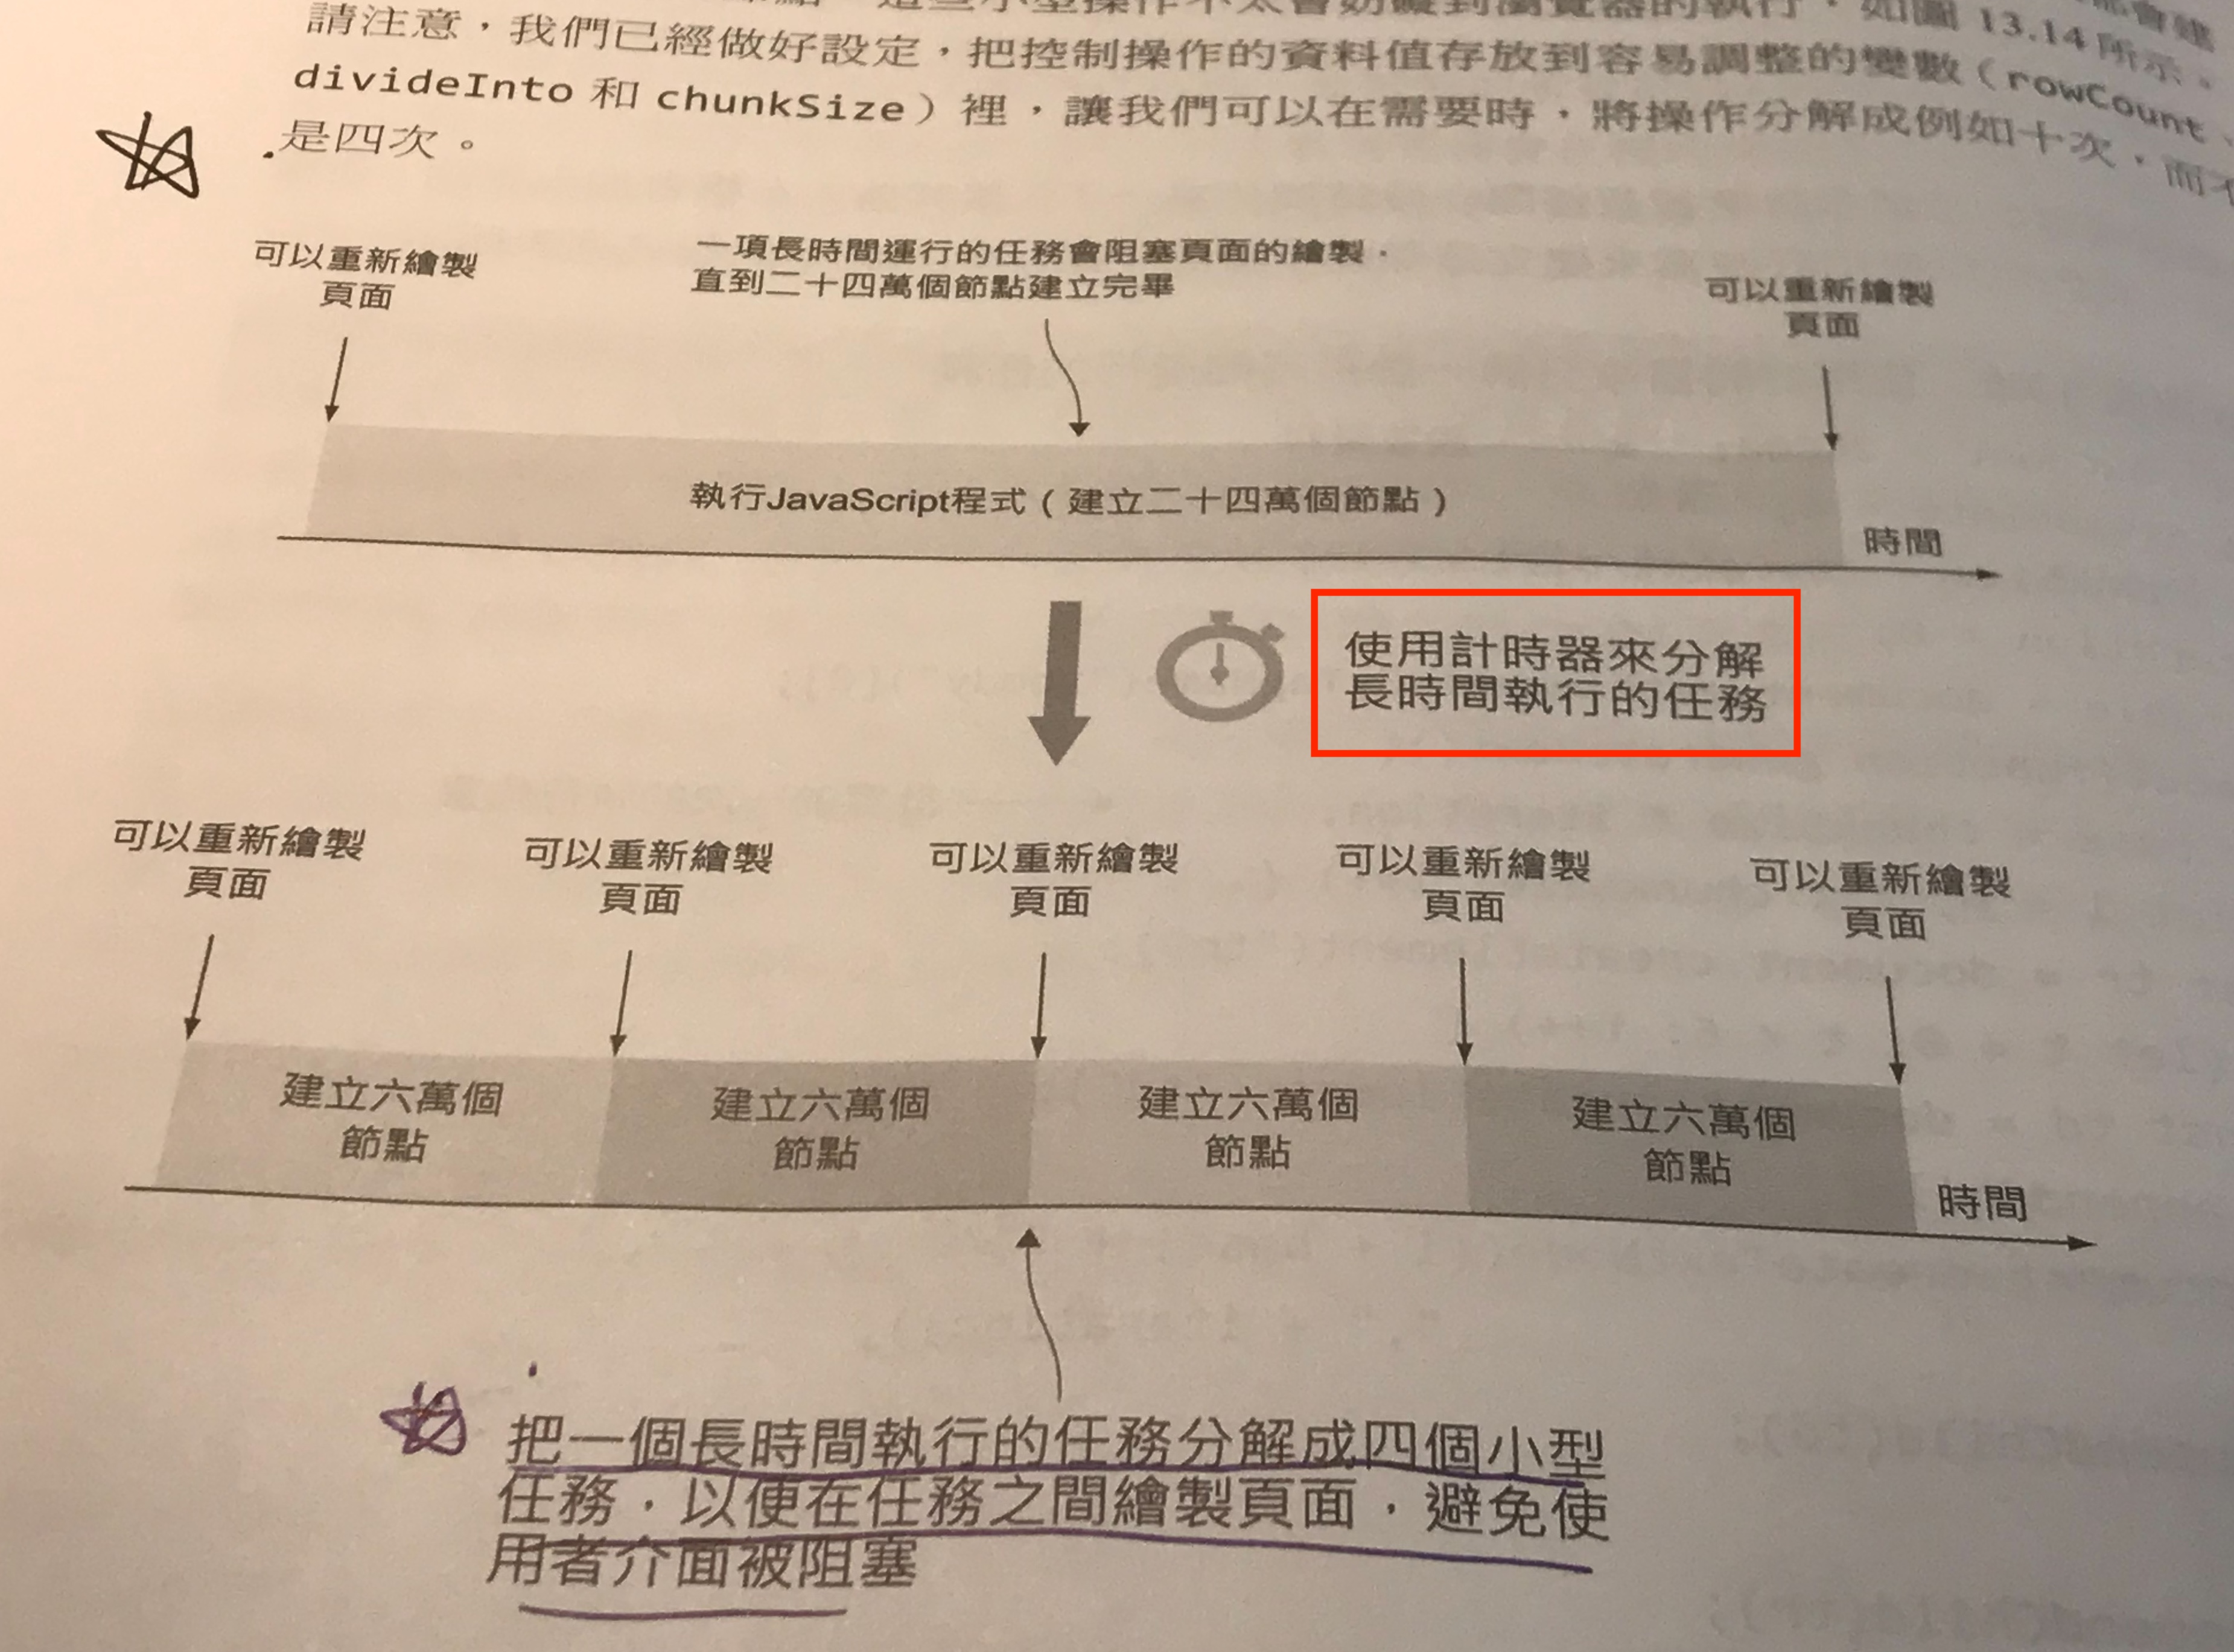 這些小型操作不太會妨礙到瀏覽器的執行，如圖 13.14 所示。
請注意，我們已經做好設定，把控制操作的資料值存放到容易調整的變數（rowCount、
divideInto 和 chunkSize）裡，讓我們可以在需要時，將操作分解成例如十次，而不
是四次。
可以重新繪製
頁面
一項長時間運行的任務會阻塞頁面的繪製，
直到二十四萬個節點建立完畢
可以重新繪製
頁面
執行JavaScript程式（建立二十四萬個節點）
時間
使用計時器來分解
長時間執行的任務
可以重新繪製
頁面
可以重新繪製
頁面
可以重新繪製
頁面
可以重新繪製
頁面
可以重新繪製
頁面
建立六萬個
節點
建立六萬個
節點
建立六萬個
節點
建立六萬個
節點
時間
把一個長時間執行的任務分解成四個小型
任務，以便在任務之間繪製頁面，避免使
用者介面被阻塞